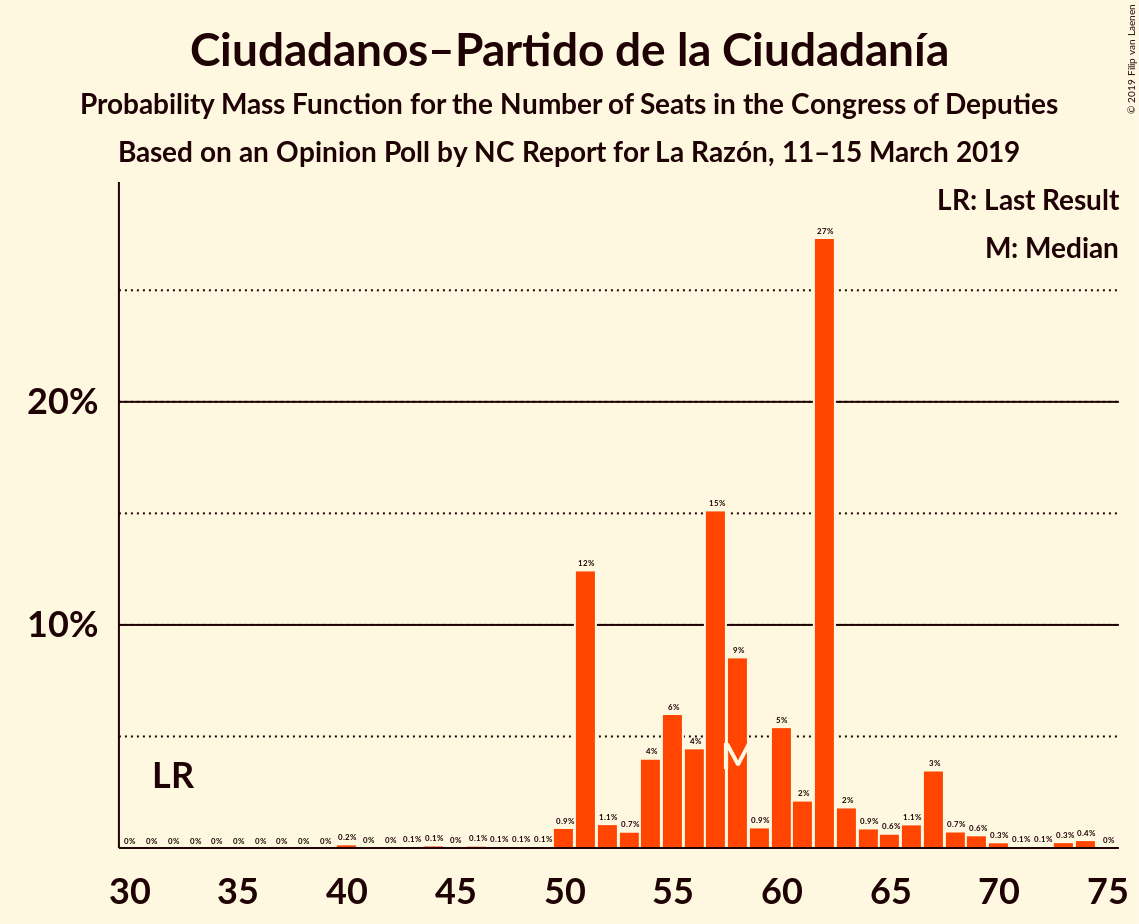 Ciudadanos–Partido de la Ciudadanía
Probability Mass Function for the Number of Seats in the Congress of Deputies
Based on an Opinion Poll by NC Report for La Razón, 11–15 March 2019
© 2019 Filip van Laenen
LR: Last Result
M: Median
20%
10%
LR
M
0% 0% 0% 0% 0% 0% 0% 0% 0% 0% 0.2% 0% 0% 0.1% 0.1% 0% 0.1% 0.1% 0.1% 0.1% 0.9% 12% 1.1% 0.7% 4% 6% 4% 15% 9% 0.9% 5% 2% 27% 2% 0.9% 0.6% 1.1% 3% 0.7% 0.6% 0.3% 0.1% 0.1% 0.3% 0.4% 0%
30 35 40 45 50 55 60 65 70 75